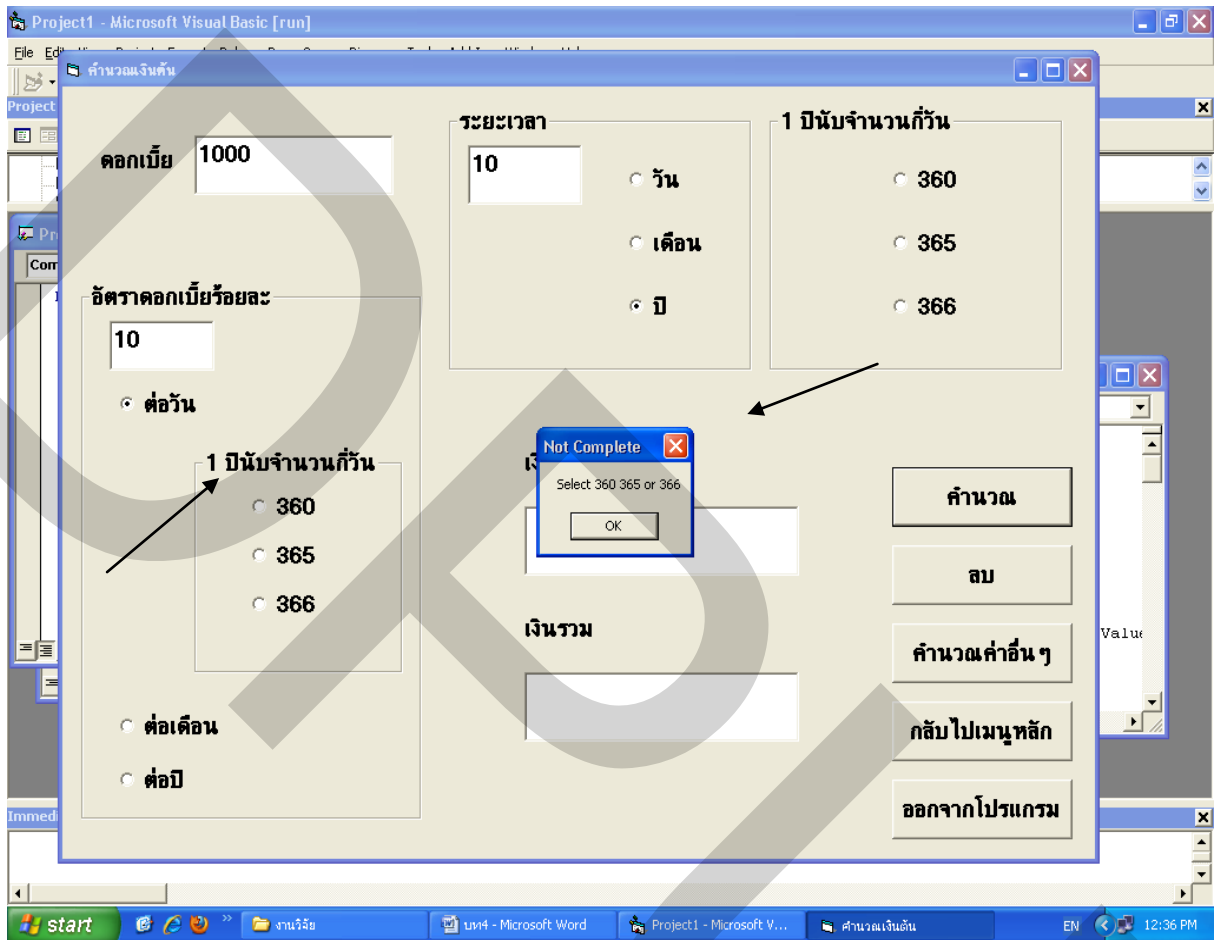 Project1 - Microsoft Visual Basic [run]
File
คำนวณเงินต้น
Project
ดอกเบี้ย
1000
ระยะเวลา
10
วัน
เดือน
ปี
1 ปีนับจำนวนกี่วัน
360
365
366
อัตราดอกเบี้ยร้อยละ
10
ต่อวัน
1 ปีนับจำนวนกี่วัน
360
365
366
ต่อเดือน
ต่อปี
Not Complete
Select 360 365 or 366
OK
เงินรวม
คำนวณ
ลบ
คำนวณค่าอื่น ๆ
กลับไปเมนูหลัก
ออกจากโปรแกรม
start
งานวิจัย
บท4 - Microsoft Word
Project1 - Microsoft V...
คำนวณเงินต้น
EN
12:36 PM